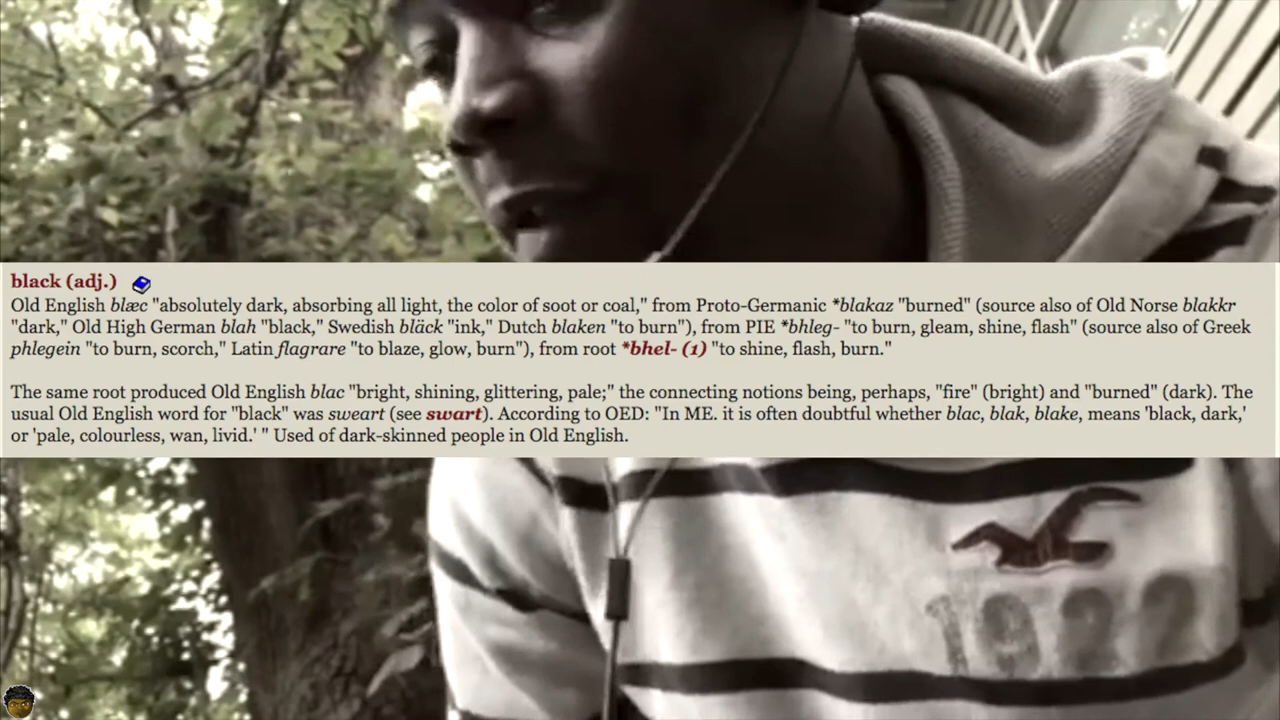 black (adj.)
Old English blæc "absolutely dark, absorbing all light, the color of soot or coal," from Proto-Germanic *blakaz "burned" (source also of Old Norse blakkr
"dark," Old High German blah "black," Swedish bläck "ink," Dutch blaken "to burn"), from PIE *bhleg- "to burn, gleam, shine, flash" (source also of Greek
phlegein "to burn, scorch," Latin flagrare "to blaze, glow, burn"), from root *bhel- (1) "to shine, flash, burn."
The same root produced Old English blac "bright, shining, glittering, pale;" the connecting notions being, perhaps, "fire" (bright) and "burned" (dark). The
usual Old English word for "black" was sweart (see swart). According to OED: "In ME. it is often doubtful whether blac, blak, blake, means 'black, dark,'
or 'pale, colourless, wan, livid.' " Used of dark-skinned people in Old English.
1922